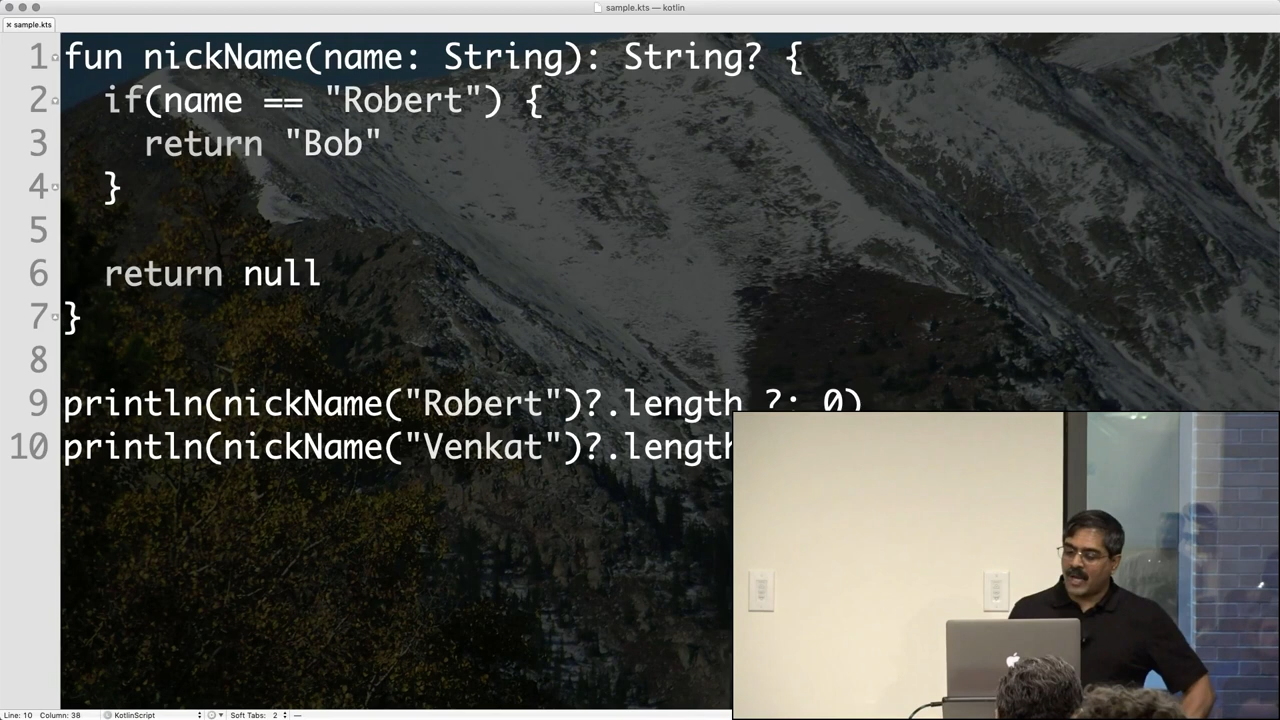 sample.kts — kotlin
sample.kts
1 fun nickName(name: String): String? {
2 if(name == "Robert") {
3 return "Bob"
4 }
5
6 return null
7 }
8
9 println(nickName("Robert")?.length ?: 0)
10 println(nickName("Venkat")?.length
Line: 10 Column: 38 KotlinScript Soft Tabs: 2 —